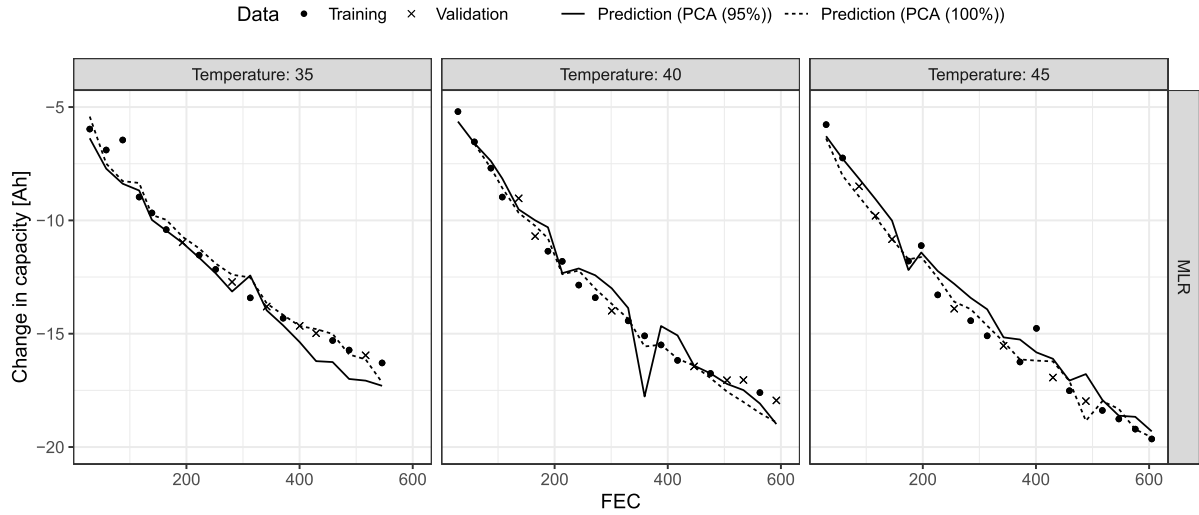 Data Training Validation Prediction (PCA (95%)) Prediction (PCA (100%))
Temperature: 35 Temperature: 40 Temperature: 45
−5
−10
−15
−20
Change in capacity [Ah]
MLR
200 400 600 200 400 600 200 400 600
FEC